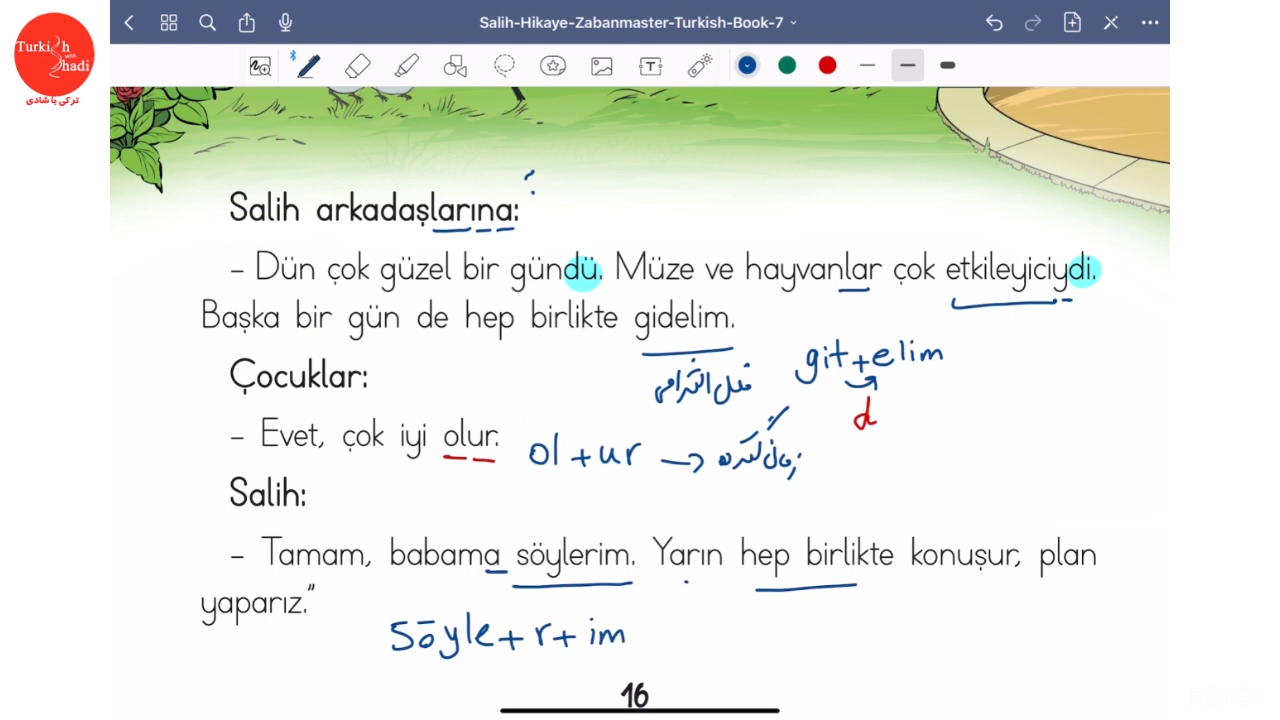 Salih-Hikaye-Zabanmaster-Turkish-Book-7
Turkish
with
Shadi
ترکی با شادی
Salih arkadaşlarına:
– Dün çok güzel bir gündü. Müze ve hayvanlar çok etkileyiciydi.
Başka bir gün de hep birlikte gidelim.
git+elim
d
فعل التزامی
Çocuklar:
– Evet, çok iyi olur.
ol+ur → زمان گسترده
Salih:
– Tamam, babama söylerim. Yarın hep birlikte konuşur, plan
yaparız.”
söyle+r+im
16